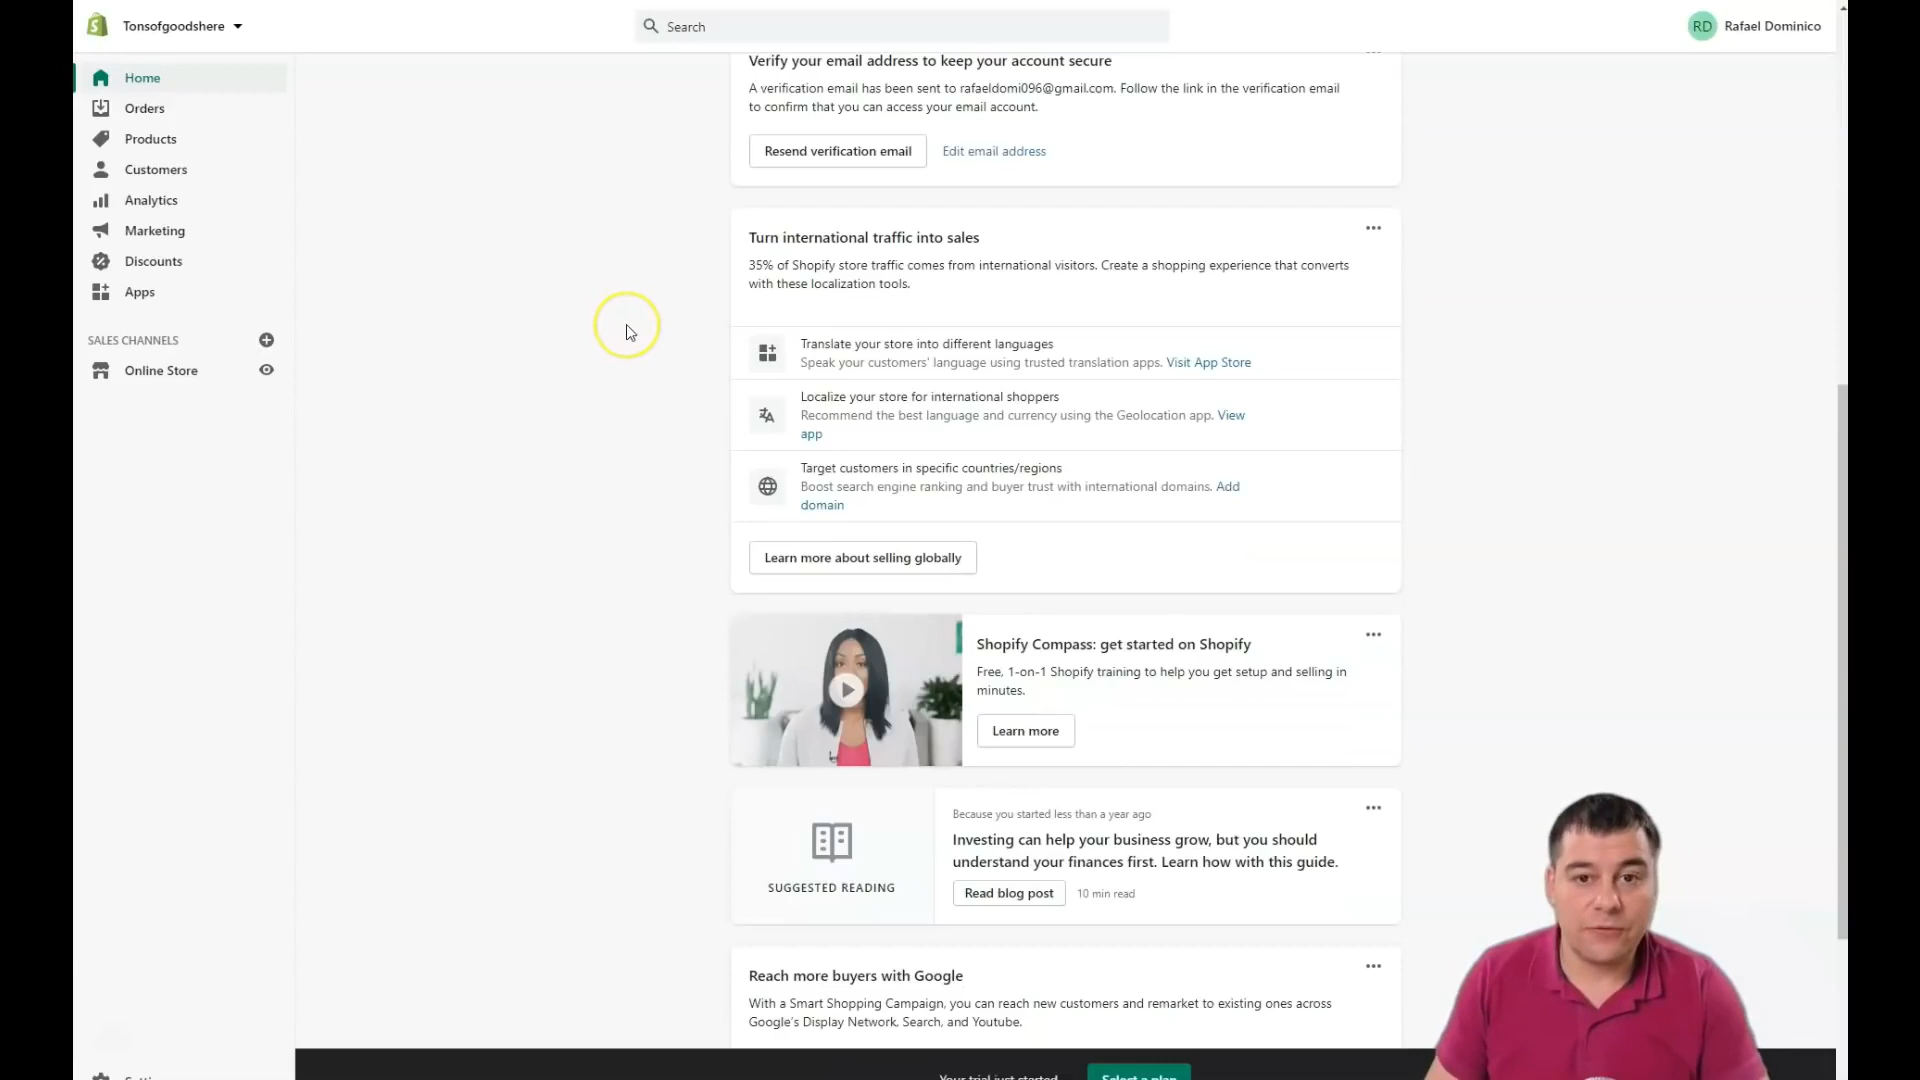 Tonsofgoodshere
Search
RD Rafael Dominico
Home
Orders
Products
Customers
Analytics
Marketing
Discounts
Apps
SALES CHANNELS
Online Store
Verify your email address to keep your account secure
A verification email has been sent to rafaeldomi096@gmail.com. Follow the link in the verification email
to confirm that you can access your email account.
Resend verification email Edit email address
Turn international traffic into sales
35% of Shopify store traffic comes from international visitors. Create a shopping experience that converts
with these localization tools.
Translate your store into different languages
Speak your customers' language using trusted translation apps. Visit App Store
Localize your store for international shoppers
Recommend the best language and currency using the Geolocation app. View
app
Target customers in specific countries/regions
Boost search engine ranking and buyer trust with international domains. Add
domain
Learn more about selling globally
Shopify Compass: get started on Shopify
Free, 1-on-1 Shopify training to help you get setup and selling in
minutes.
Learn more
SUGGESTED READING
Because you started less than a year ago
Investing can help your business grow, but you should
understand your finances first. Learn how with this guide.
Read blog post 10 min read
Reach more buyers with Google
With a Smart Shopping Campaign, you can reach new customers and remarket to existing ones across
Google's Display Network, Search, and Youtube.
Your trial just started Select a plan